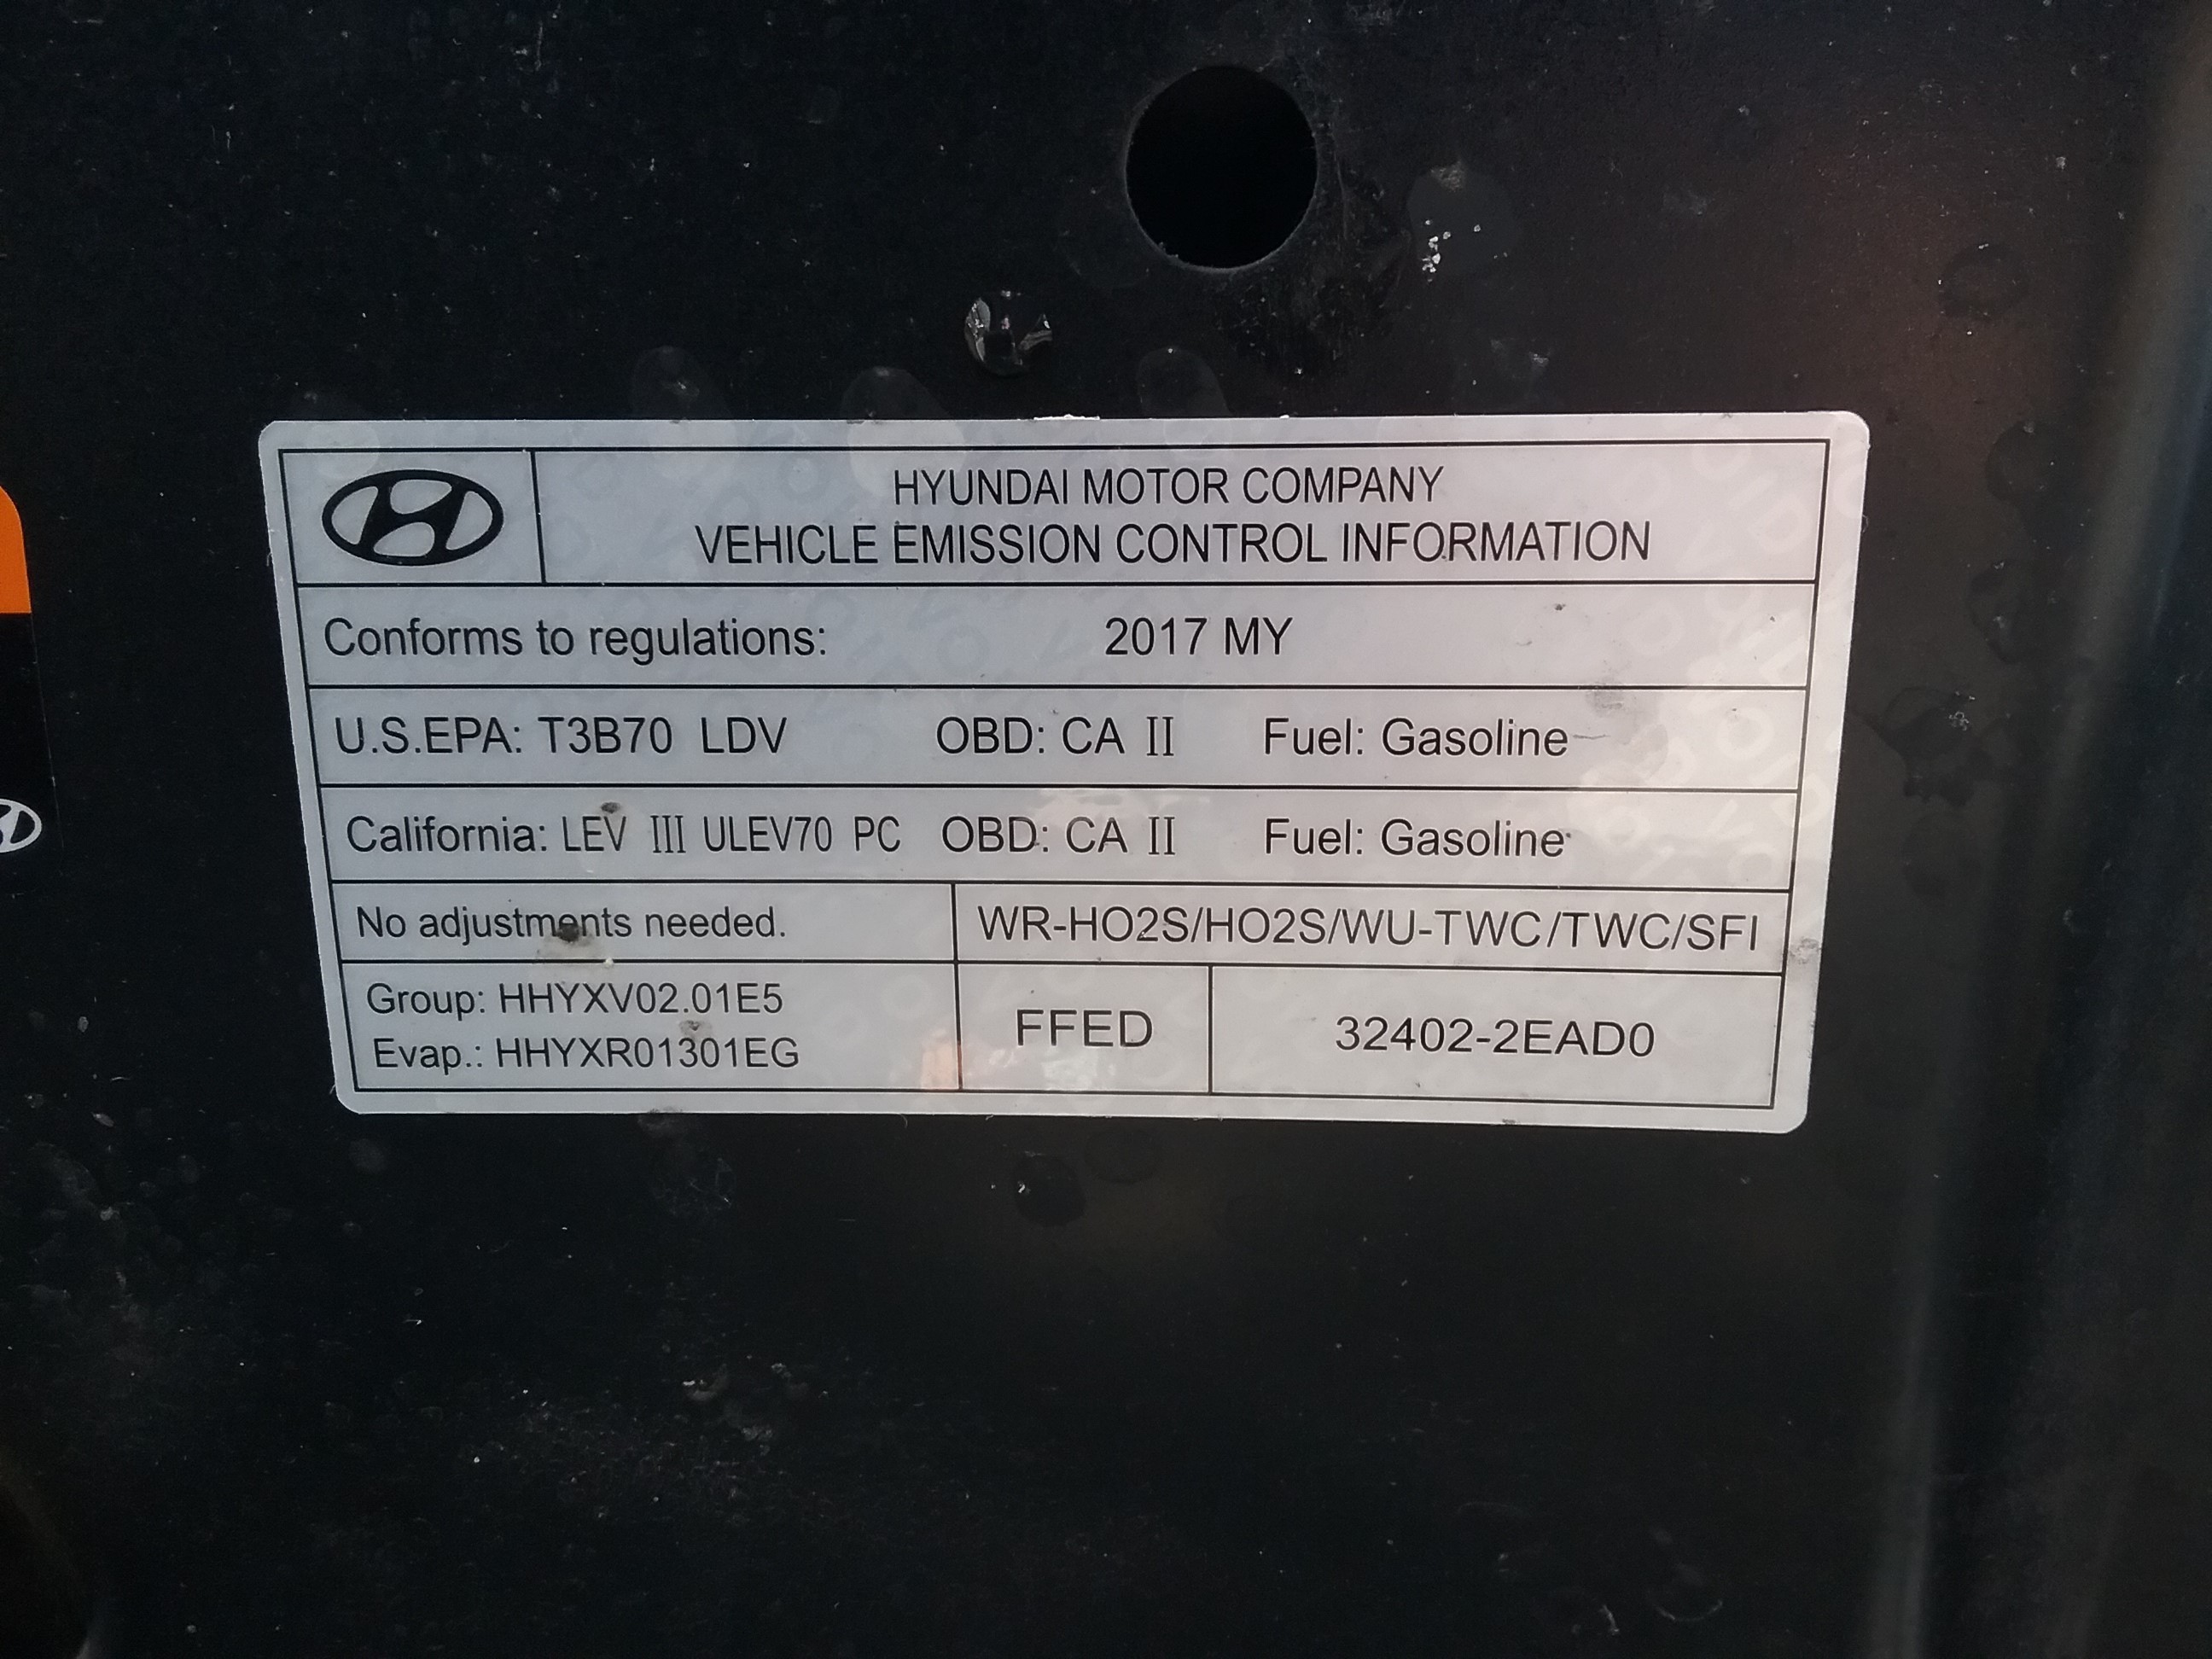 HYUNDAI MOTOR COMPANY
VEHICLE EMISSION CONTROL INFORMATION
Conforms to regulations: 2017 MY
U.S.EPA: T3B70 LDV OBD: CA II Fuel: Gasoline
California: LEV III ULEV70 PC OBD: CA II Fuel: Gasoline
No adjustments needed. WR-HO2S/HO2S/WU-TWC/TWC/SFI
Group: HHYXV02.01E5
Evap.: HHYXR01301EG
FFED
32402-2EAD0